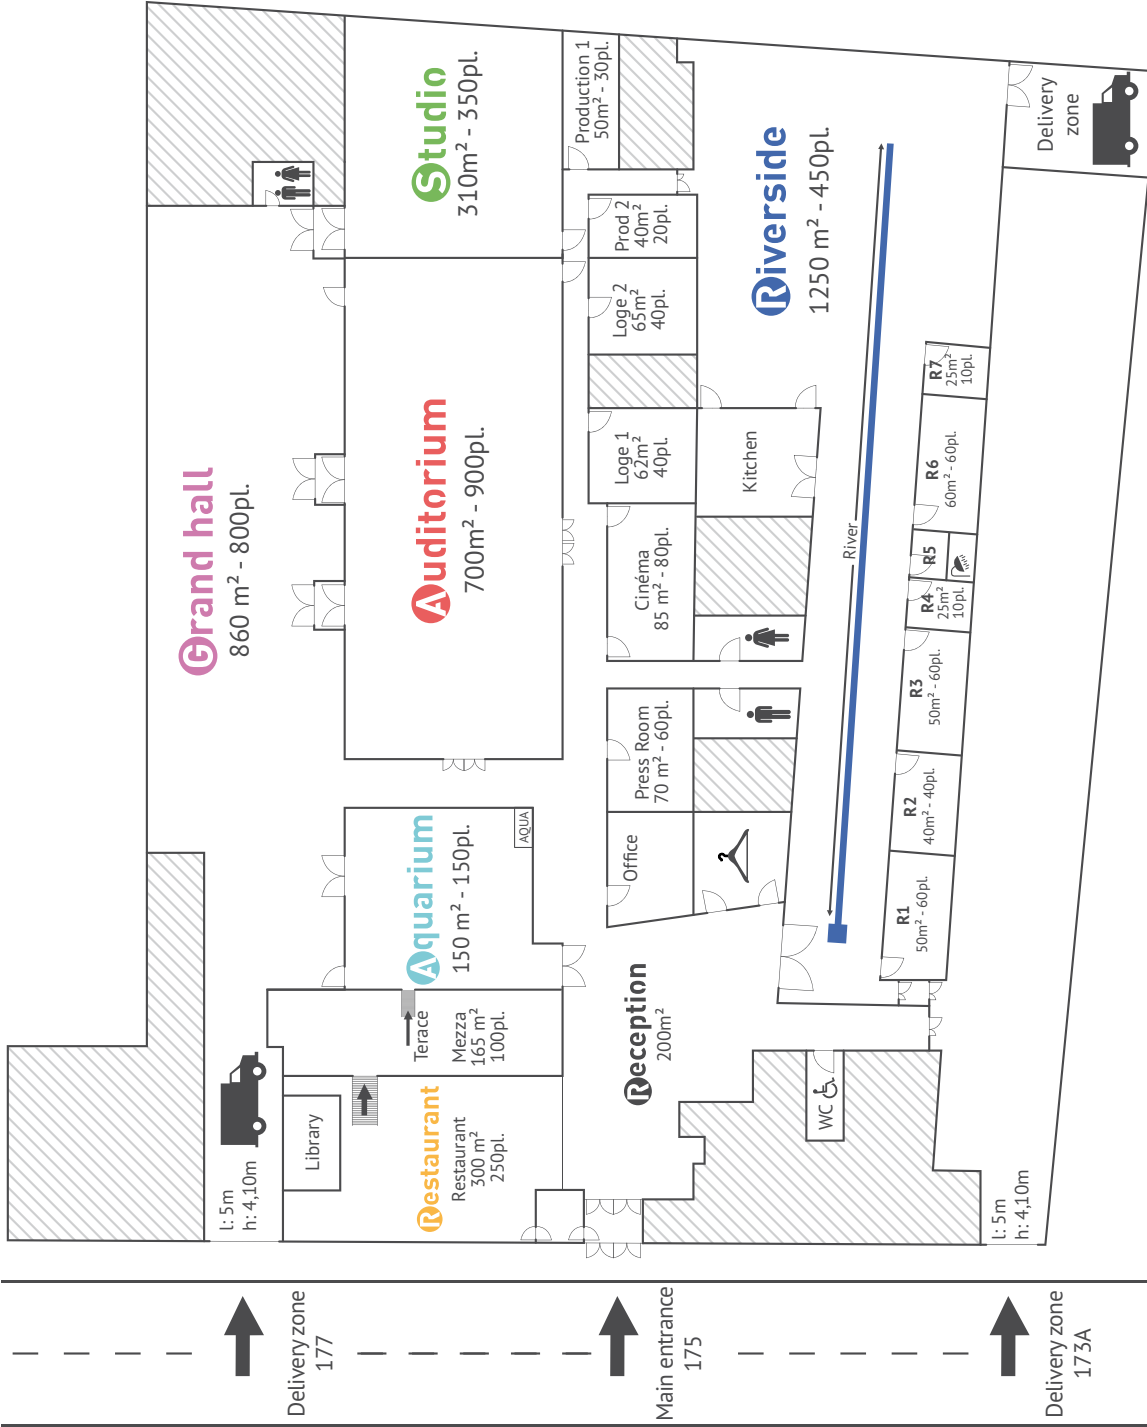 Studio
310m² - 350pl.
Production 1
50m² - 30pl.
Delivery
zone
Riverside
1250 m² - 450pl.
Prod 2
40m²
20pl.
Loge 2
65m²
40pl.
Grand hall
860 m² - 800pl.
Auditorium
700m² - 900pl.
Loge 1
62m²
40pl.
Kitchen
Cinéma
85 m² - 80pl.
River
R7
25m²
10pl.
R6
60m² - 60pl.
R5
R4
25m²
10pl.
R3
50m² - 60pl.
R2
40m² - 40pl.
R1
50m² - 60pl.
Press Room
70 m² - 60pl.
Office
Aquarium
150 m² - 150pl.
AQUA
Terace
Mezza
165 m²
100pl.
Reception
200m²
WC
Library
Restaurant
Restaurant
300 m²
250pl.
l: 5m
h: 4,10m
l: 5m
h: 4,10m
Delivery zone
177
Main entrance
175
Delivery zone
173A